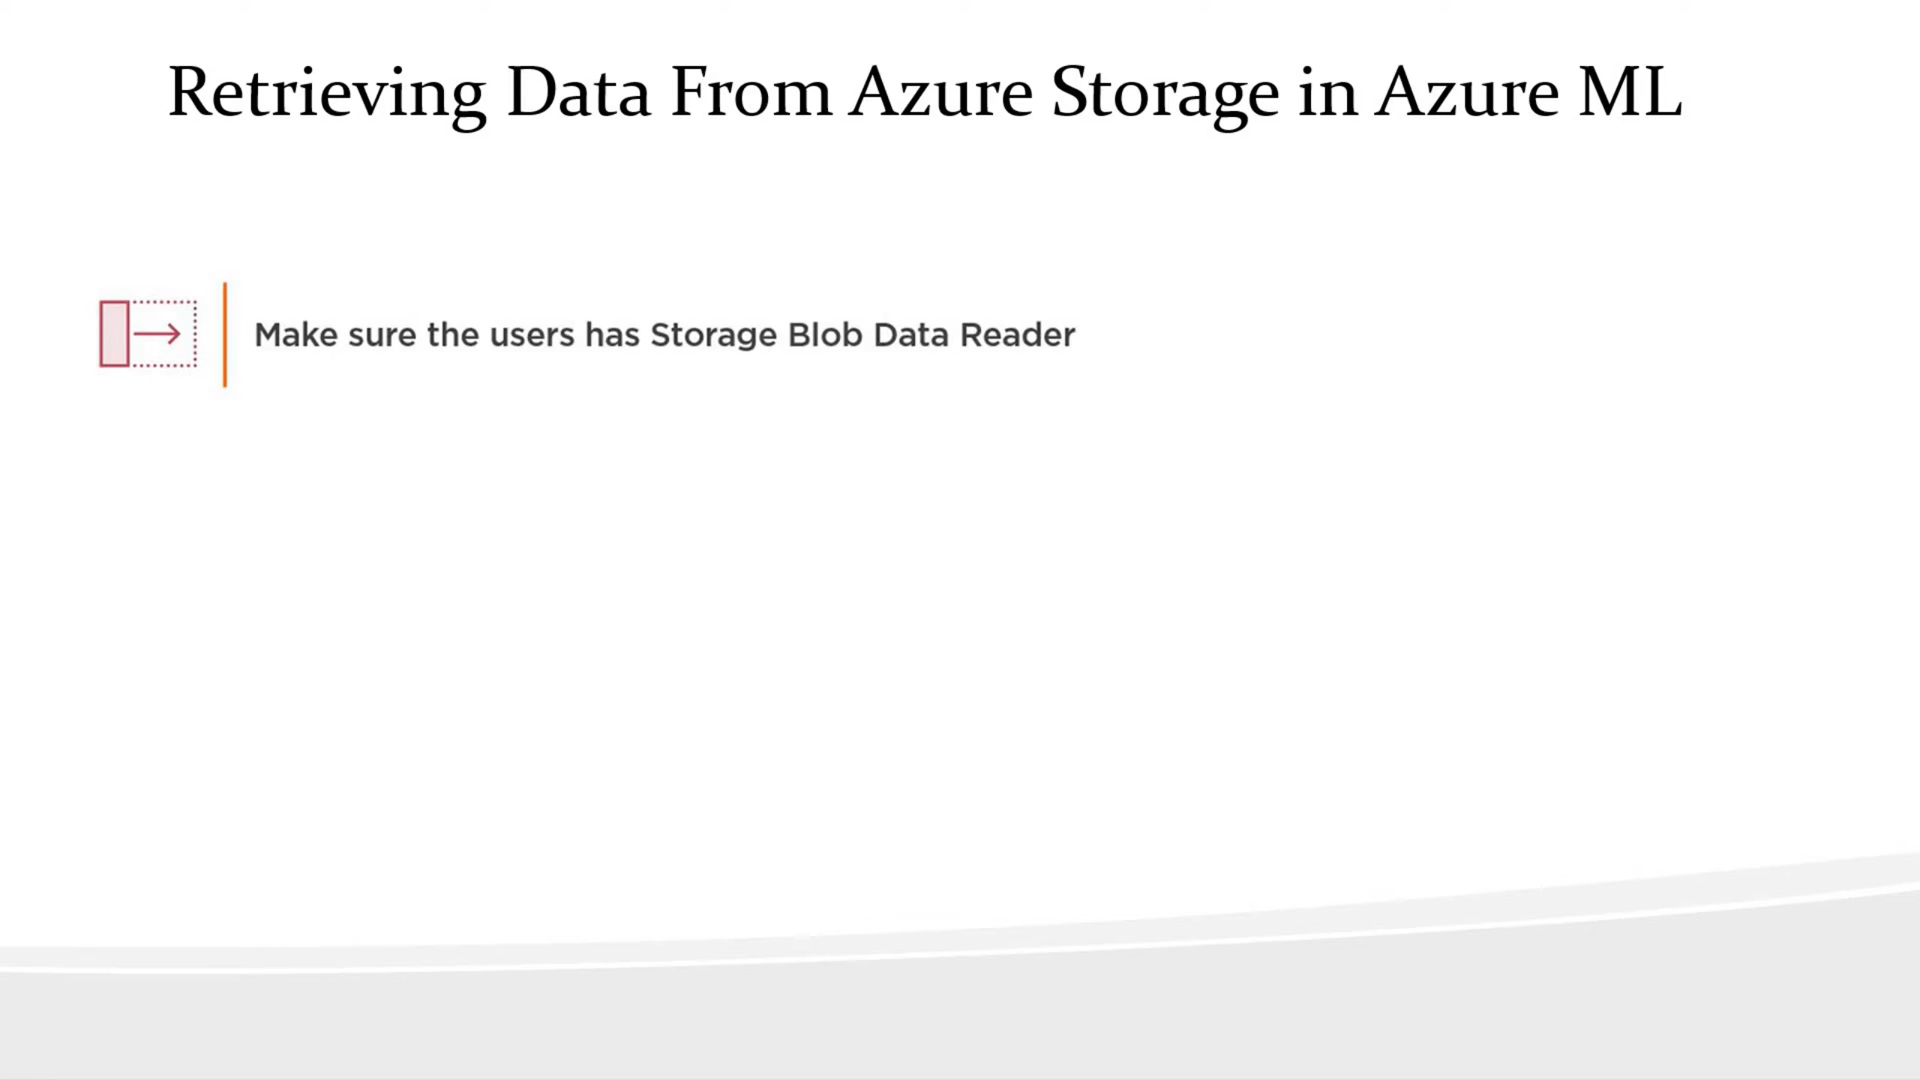 Retrieving Data From Azure Storage in Azure ML
Make sure the users has Storage Blob Data Reader